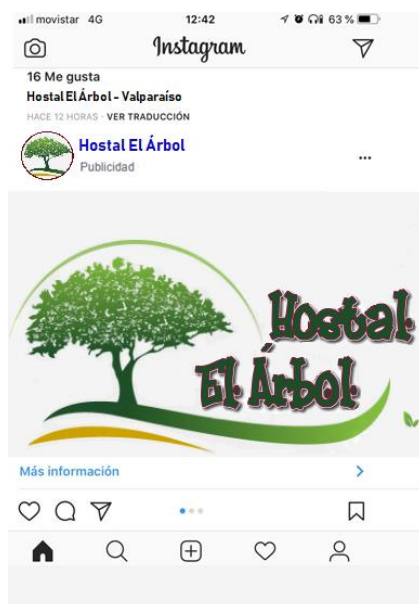 movistar 4G 12:42 63 %
Instagram
16 Me gusta
Hostal El Árbol - Valparaíso
HACE 12 HORAS · VER TRADUCCIÓN
Hostal El Árbol
Publicidad
Hostal
El Árbol
Más información